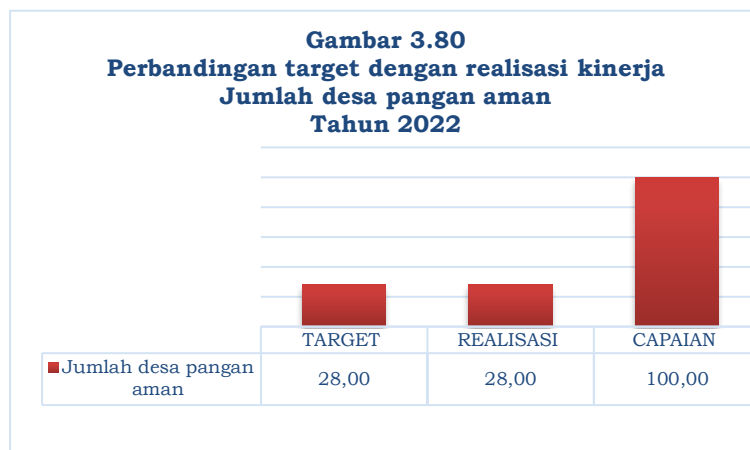 Gambar 3.80
Perbandingan target dengan realisasi kinerja
Jumlah desa pangan aman
Tahun 2022
TARGET REALISASI CAPAIAN
Jumlah desa pangan
aman
28,00 28,00 100,00